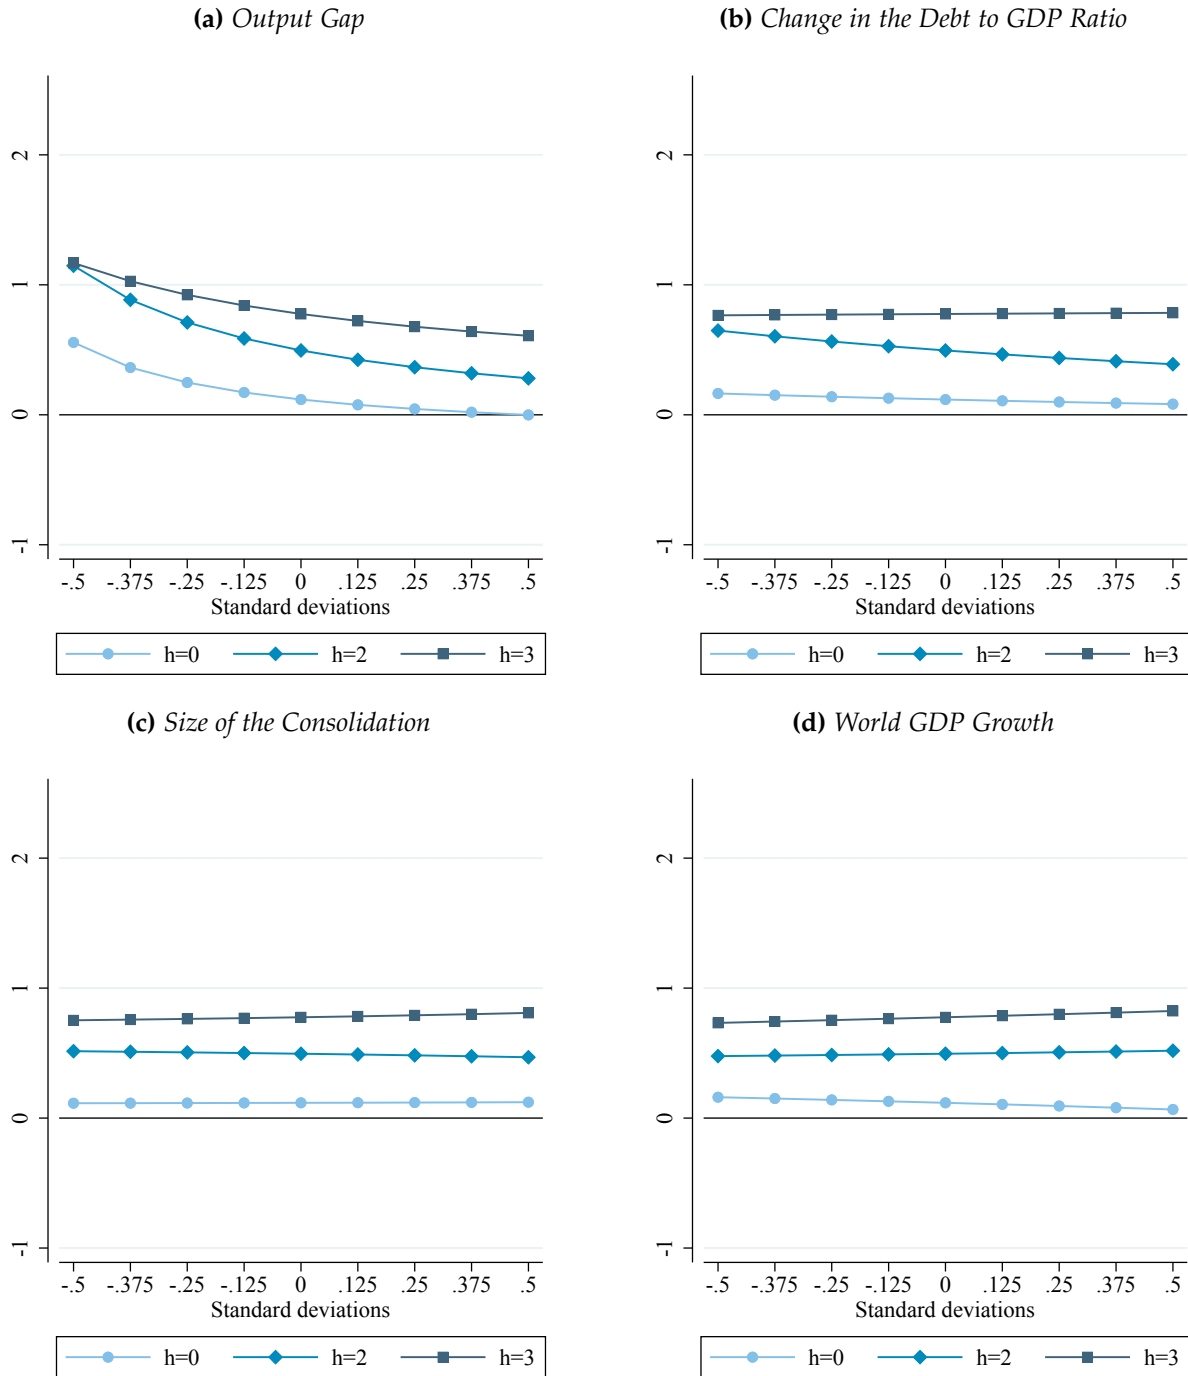 (a) Output Gap
2
1
0
-1
-.5 -.375 -.25 -.125 0 .125 .25 .375 .5
Standard deviations
h=0 h=2 h=3
(b) Change in the Debt to GDP Ratio
2
1
0
-1
-.5 -.375 -.25 -.125 0 .125 .25 .375 .5
Standard deviations
h=0 h=2 h=3
(c) Size of the Consolidation
2
1
0
-1
-.5 -.375 -.25 -.125 0 .125 .25 .375 .5
Standard deviations
h=0 h=2 h=3
(d) World GDP Growth
2
1
0
-1
-.5 -.375 -.25 -.125 0 .125 .25 .375 .5
Standard deviations
h=0 h=2 h=3